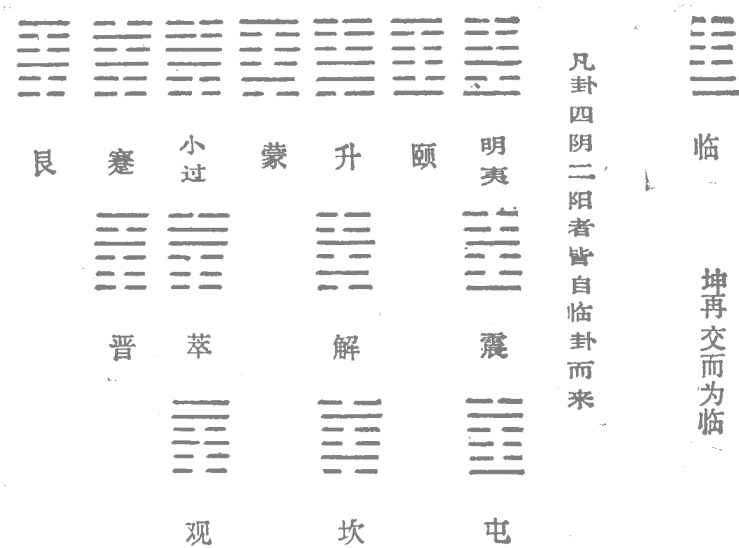 临
坤再交而为临
凡卦四阴二阳者皆自临卦而来
明夷
颐
升
蒙
小过
蹇
艮
震
解
萃
晋
屯
坎
观